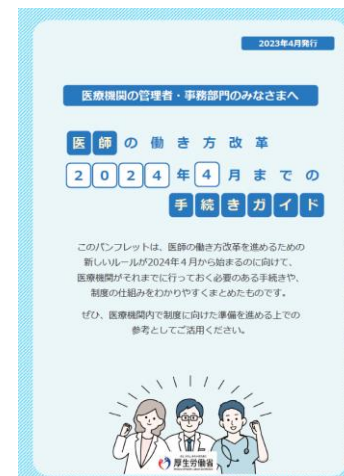 2023年4月発行
医療機関の管理者・事務部門のみなさまへ
医師の働き方改革
2024年4月までの
手続きガイド
このパンフレットは、医師の働き方改革を進めるための
新しいルールが2024年4月から始まるのに向けて、
医療機関がそれまでに行っておく必要のある手続きや、
制度の仕組みをわかりやすくまとめたものです。
ぜひ、医療機関内で制度に向けた準備を進める上での
参考としてご活用ください。
厚生労働省